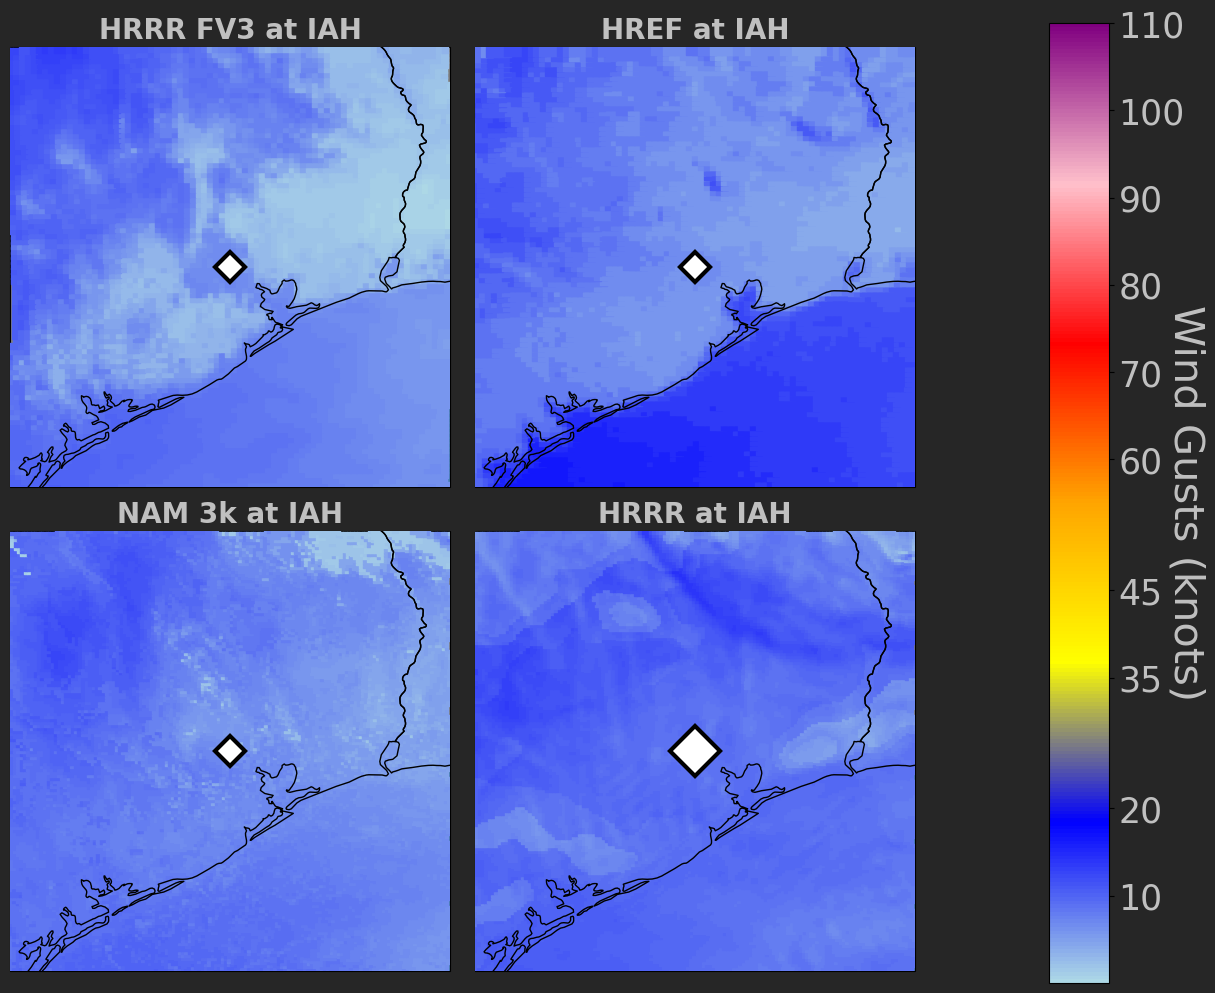 HRRR FV3 at IAH
HREF at IAH
NAM 3k at IAH
HRRR at IAH
110
100
90
80
70
60
45
35
20
10
Wind Gusts (knots)